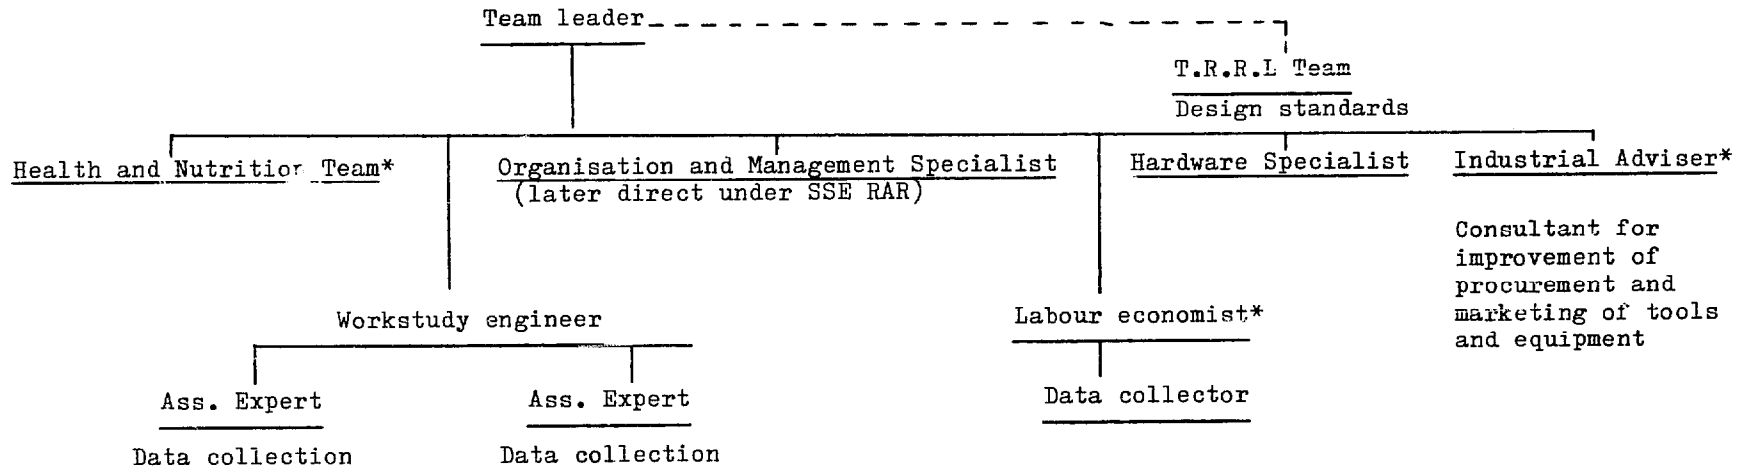 Team leader
T.R.R.L Team
Design standards
Health and Nutrition Team*
Organisation and Management Specialist
(later direct under SSE RAR)
Hardware Specialist
Industrial Adviser*
Consultant for
improvement of
procurement and
marketing of tools
and equipment
Workstudy engineer
Labour economist*
Ass. Expert
Data collection
Ass. Expert
Data collection
Data collector